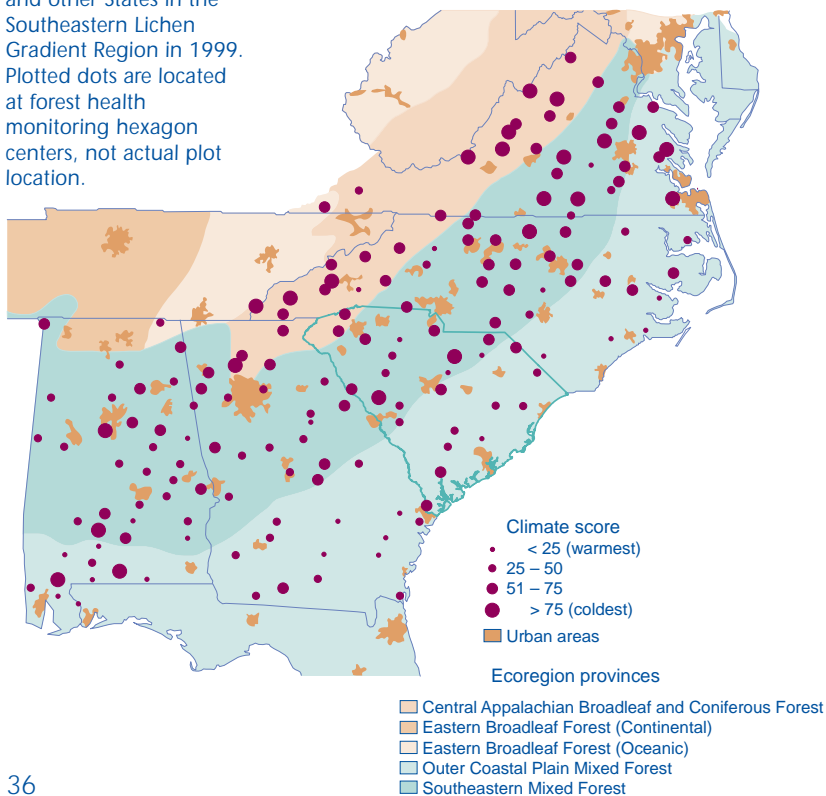 and other States in the
Southeastern Lichen
Gradient Region in 1999.
Plotted dots are located
at forest health
monitoring hexagon
centers, not actual plot
location.
Climate score
< 25 (warmest)
25 – 50
51 – 75
> 75 (coldest)
Urban areas
Ecoregion provinces
Central Appalachian Broadleaf and Coniferous Forest
Eastern Broadleaf Forest (Continental)
Eastern Broadleaf Forest (Oceanic)
Outer Coastal Plain Mixed Forest
Southeastern Mixed Forest
36